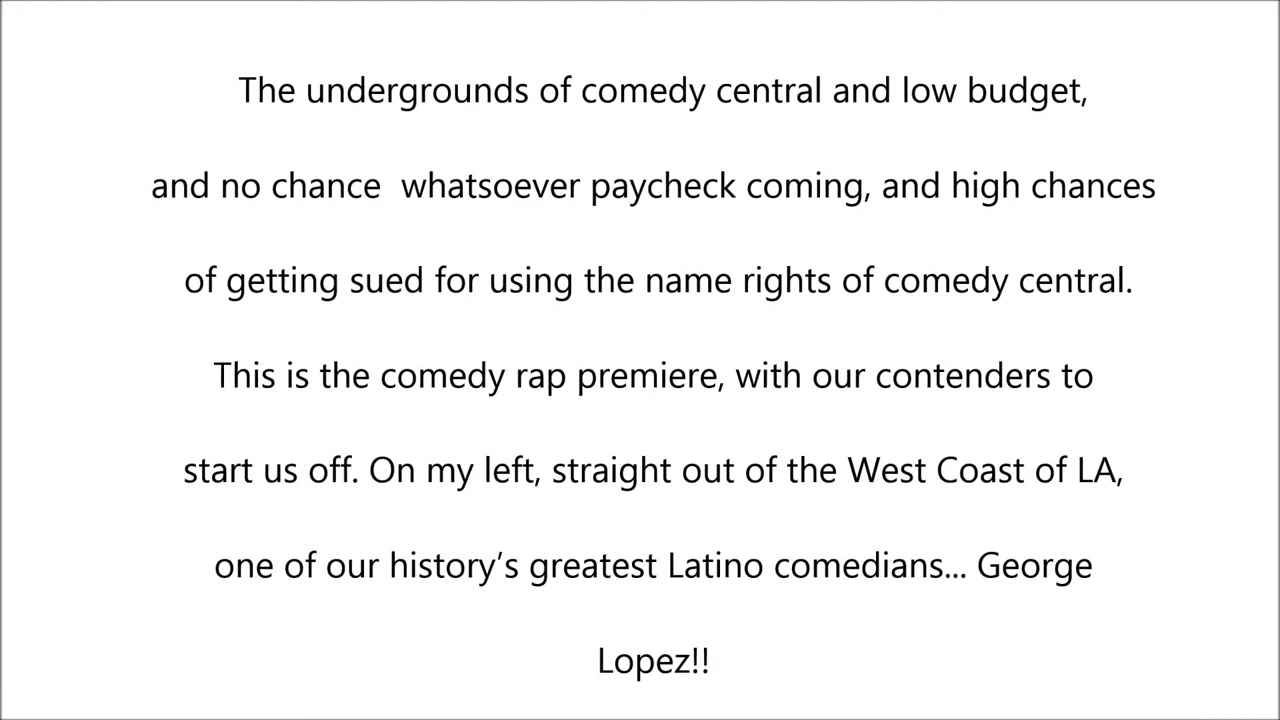 The undergrounds of comedy central and low budget,
and no chance  whatsoever paycheck coming, and high chances
of getting sued for using the name rights of comedy central.
This is the comedy rap premiere, with our contenders to
start us off. On my left, straight out of the West Coast of LA,
one of our history’s greatest Latino comedians... George
Lopez!!